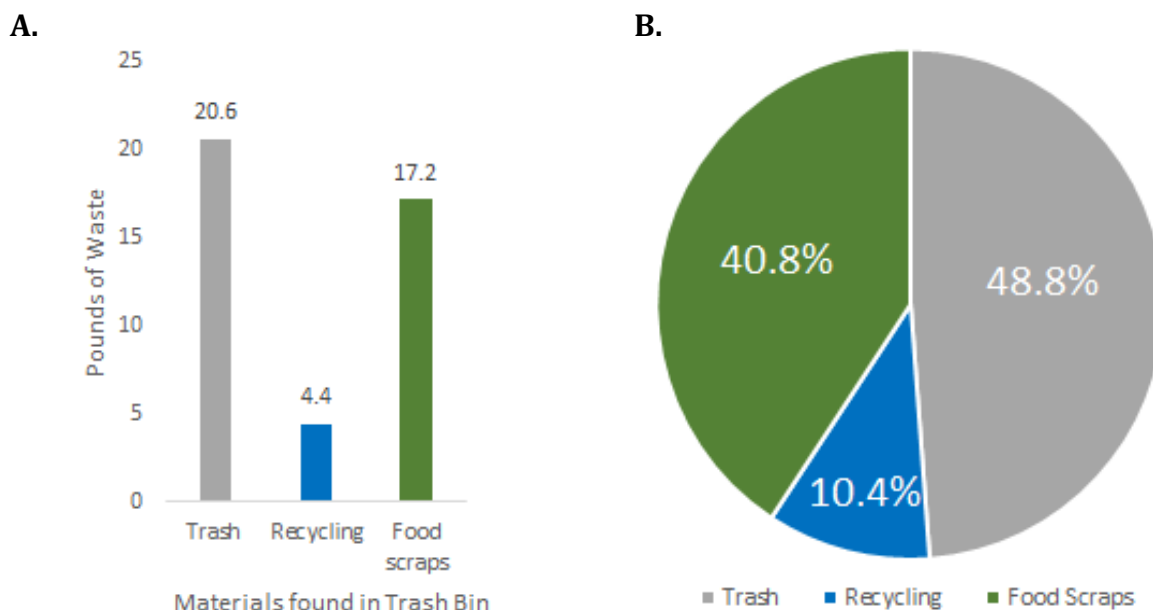 A.
25
20
15
10
5
0
Pounds of Waste
20.6
4.4
17.2
Trash
Recycling
Food
scraps
Materials found in Trash Bin
B.
40.8%
48.8%
10.4%
Trash
Recycling
Food Scraps